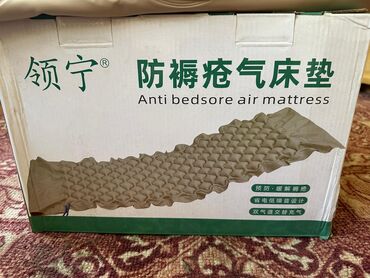 领宁®
防褥疮气床垫
Anti bedsore air mattress
预防·缓解褥疮
省电低噪音设计
双气道交替充气